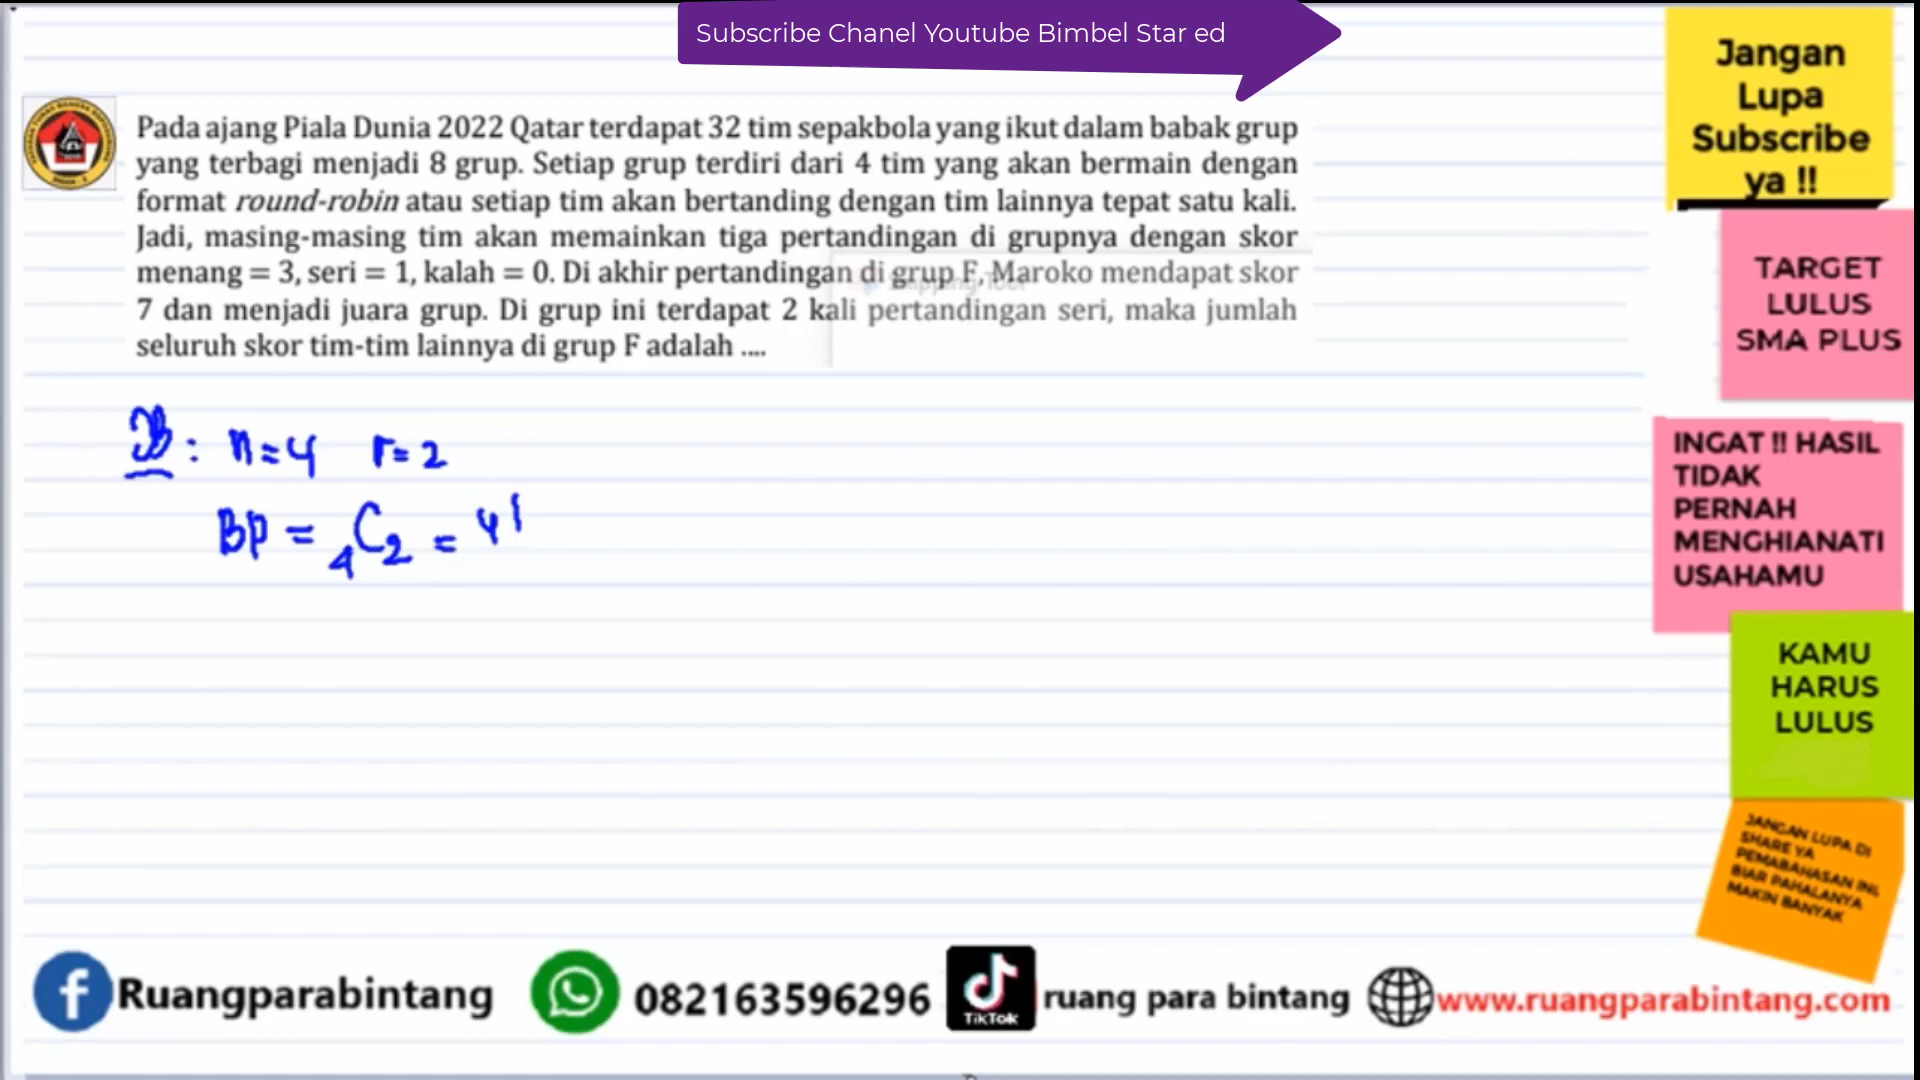 Subscribe Chanel Youtube Bimbel Star ed
Pada ajang Piala Dunia 2022 Qatar terdapat 32 tim sepakbola yang ikut dalam babak grup
yang terbagi menjadi 8 grup. Setiap grup terdiri dari 4 tim yang akan bermain dengan
format round-robin atau setiap tim akan bertanding dengan tim lainnya tepat satu kali.
Jadi, masing-masing tim akan memainkan tiga pertandingan di grupnya dengan skor
menang = 3, seri = 1, kalah = 0. Di akhir pertandingan di grup F, Maroko mendapat skor
7 dan menjadi juara grup. Di grup ini terdapat 2 kali pertandingan seri, maka jumlah
seluruh skor tim-tim lainnya di grup F adalah ....
: n=4 r=2
BP = 4C2 = 4!
Jangan
Lupa
Subscribe
ya !!
TARGET
LULUS
SMA PLUS
INGAT !! HASIL
TIDAK
PERNAH
MENGHIANATI
USAHAMU
KAMU
HARUS
LULUS
JANGAN LUPA DI
SHARE YA
PEMABAHASAN INI,
BIAR PAHALANYA
MAKIN BANYAK
Ruangparabintang
082163596296
TikTok
ruang para bintang
www.ruangparabintang.com